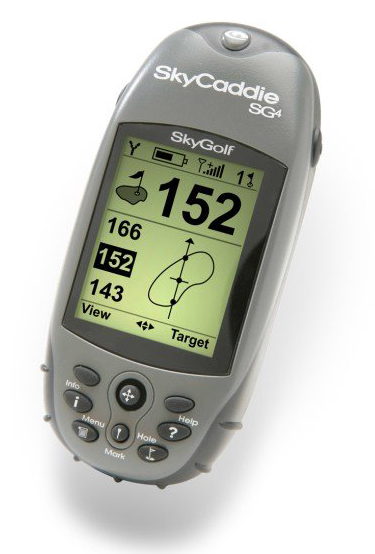 SkyCaddie
SG4
SkyGolf
1
152
166
152
143
View
Target
Info
i
Help
?
Menu
Hole
Mark